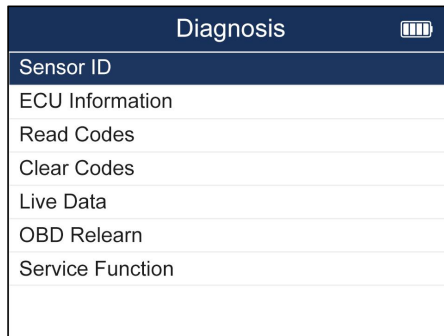 Diagnosis
Sensor ID
ECU Information
Read Codes
Clear Codes
Live Data
OBD Relearn
Service Function